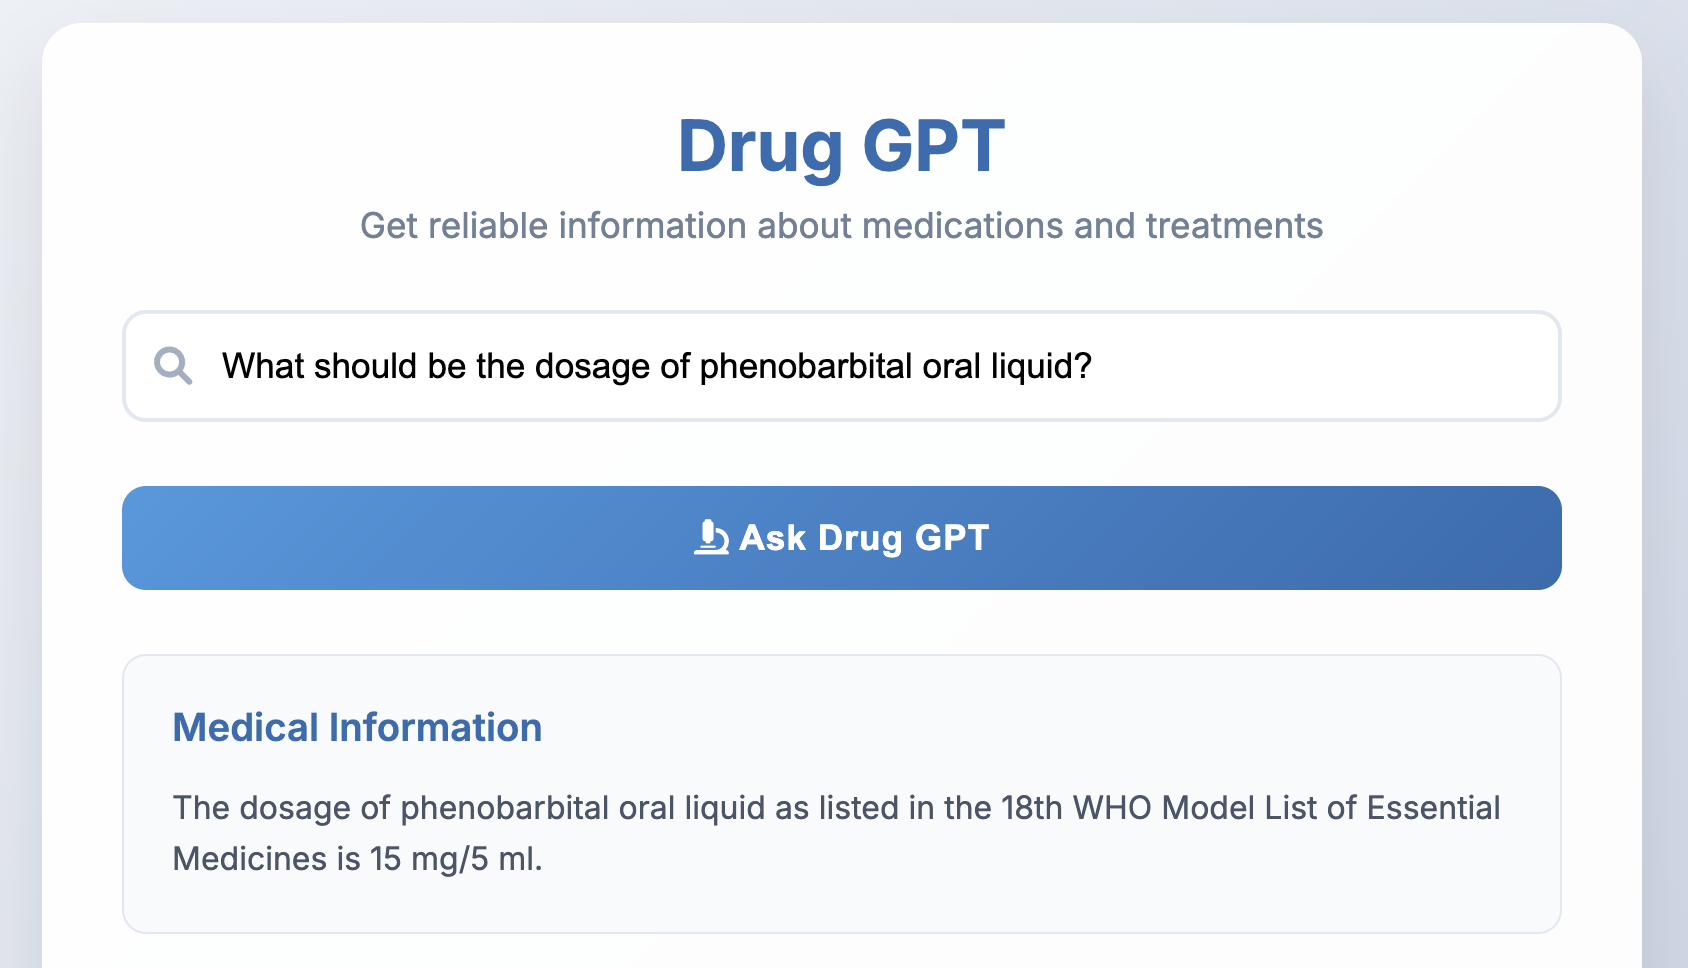 Drug GPT
Get reliable information about medications and treatments
What should be the dosage of phenobarbital oral liquid?
Ask Drug GPT
Medical Information
The dosage of phenobarbital oral liquid as listed in the 18th WHO Model List of Essential
Medicines is 15 mg/5 ml.